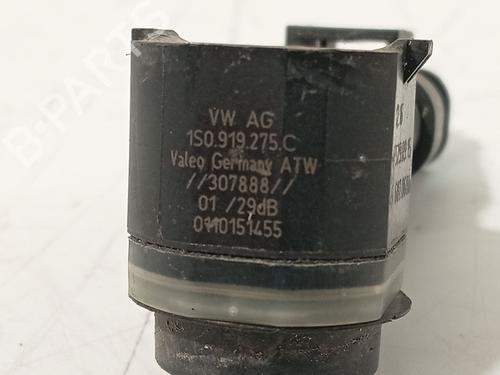 VW AG
1S0.919.275.C
Valeo Germany ATW
//307888//
01 /29dB
0110151455